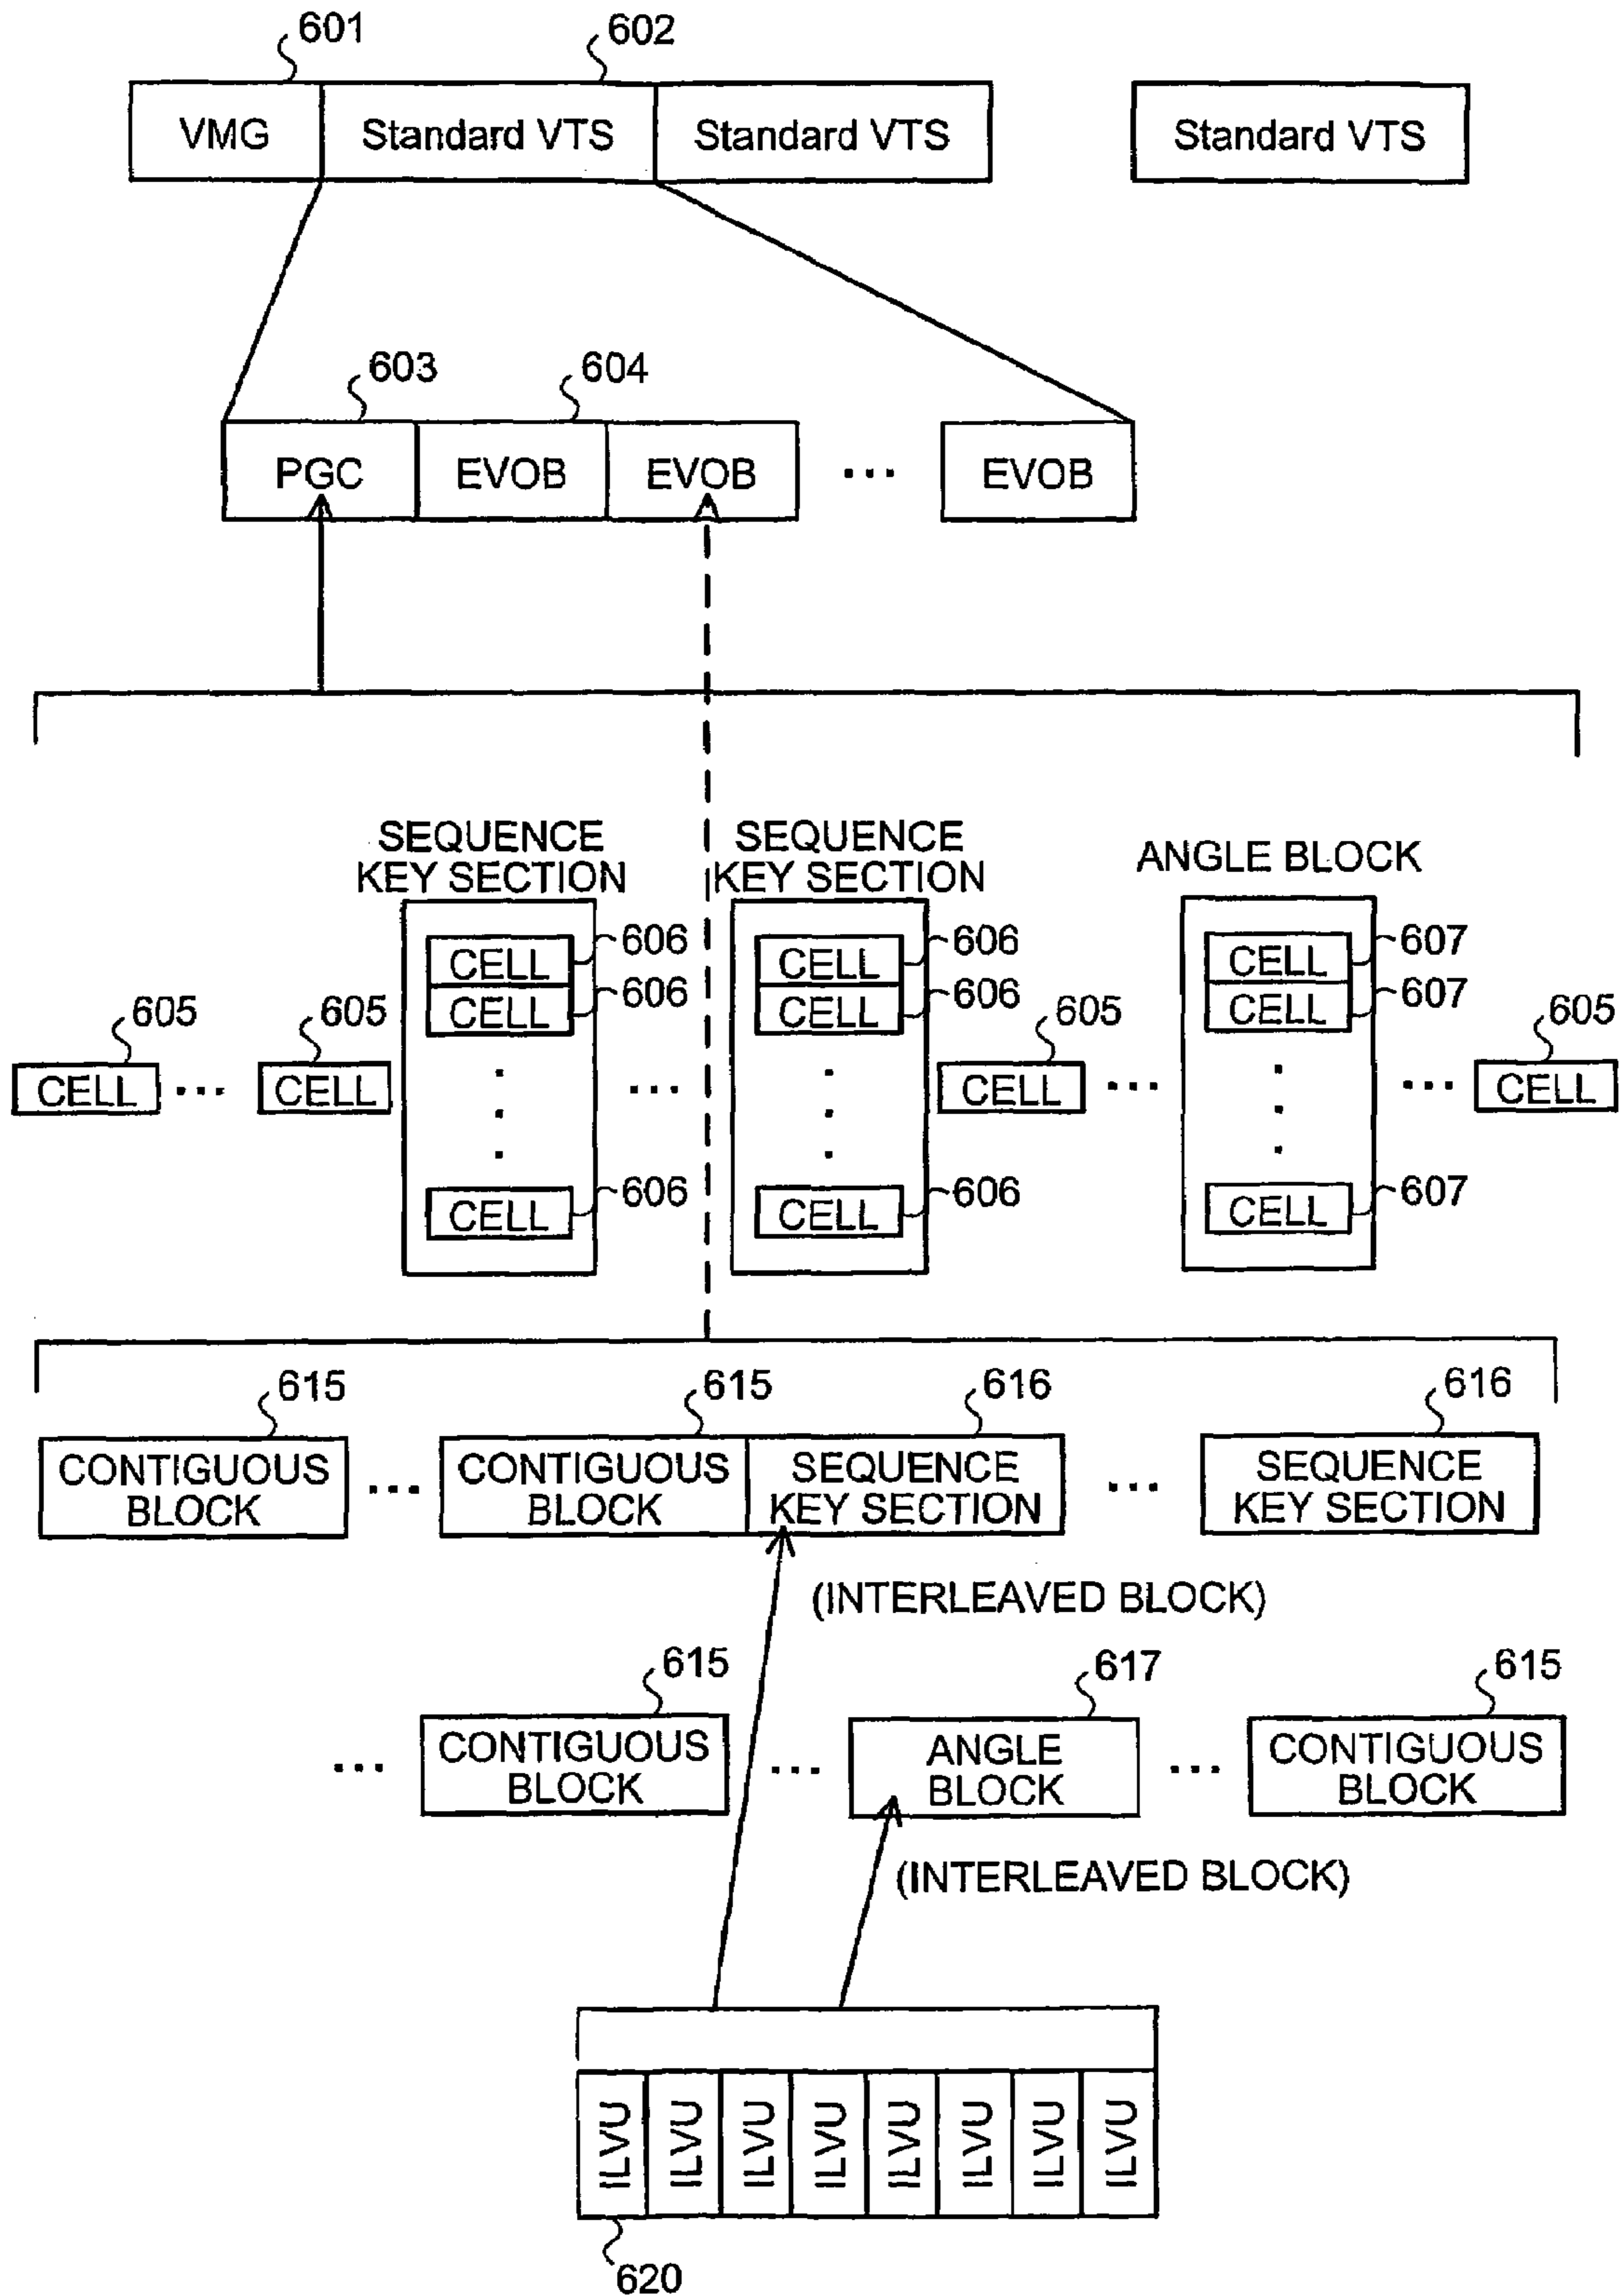 601 602
VMG Standard VTS Standard VTS Standard VTS
603 604
PGC EVOB EVOB ... EVOB
SEQUENCE KEY SECTION
SEQUENCE KEY SECTION
ANGLE BLOCK
CELL 606 CELL 606 CELL 607
CELL 606 CELL 606 CELL 607
605 605 605 605
CELL ... CELL ... CELL ... ... CELL
CELL 606 CELL 606 CELL 607
615 615 616 616
CONTIGUOUS BLOCK ... CONTIGUOUS BLOCK SEQUENCE KEY SECTION ... SEQUENCE KEY SECTION
(INTERLEAVED BLOCK)
615 617 615
... CONTIGUOUS BLOCK ... ANGLE BLOCK ... CONTIGUOUS BLOCK
(INTERLEAVED BLOCK)
ILVU ILVU ILVU ILVU ILVU ILVU ILVU ILVU
620